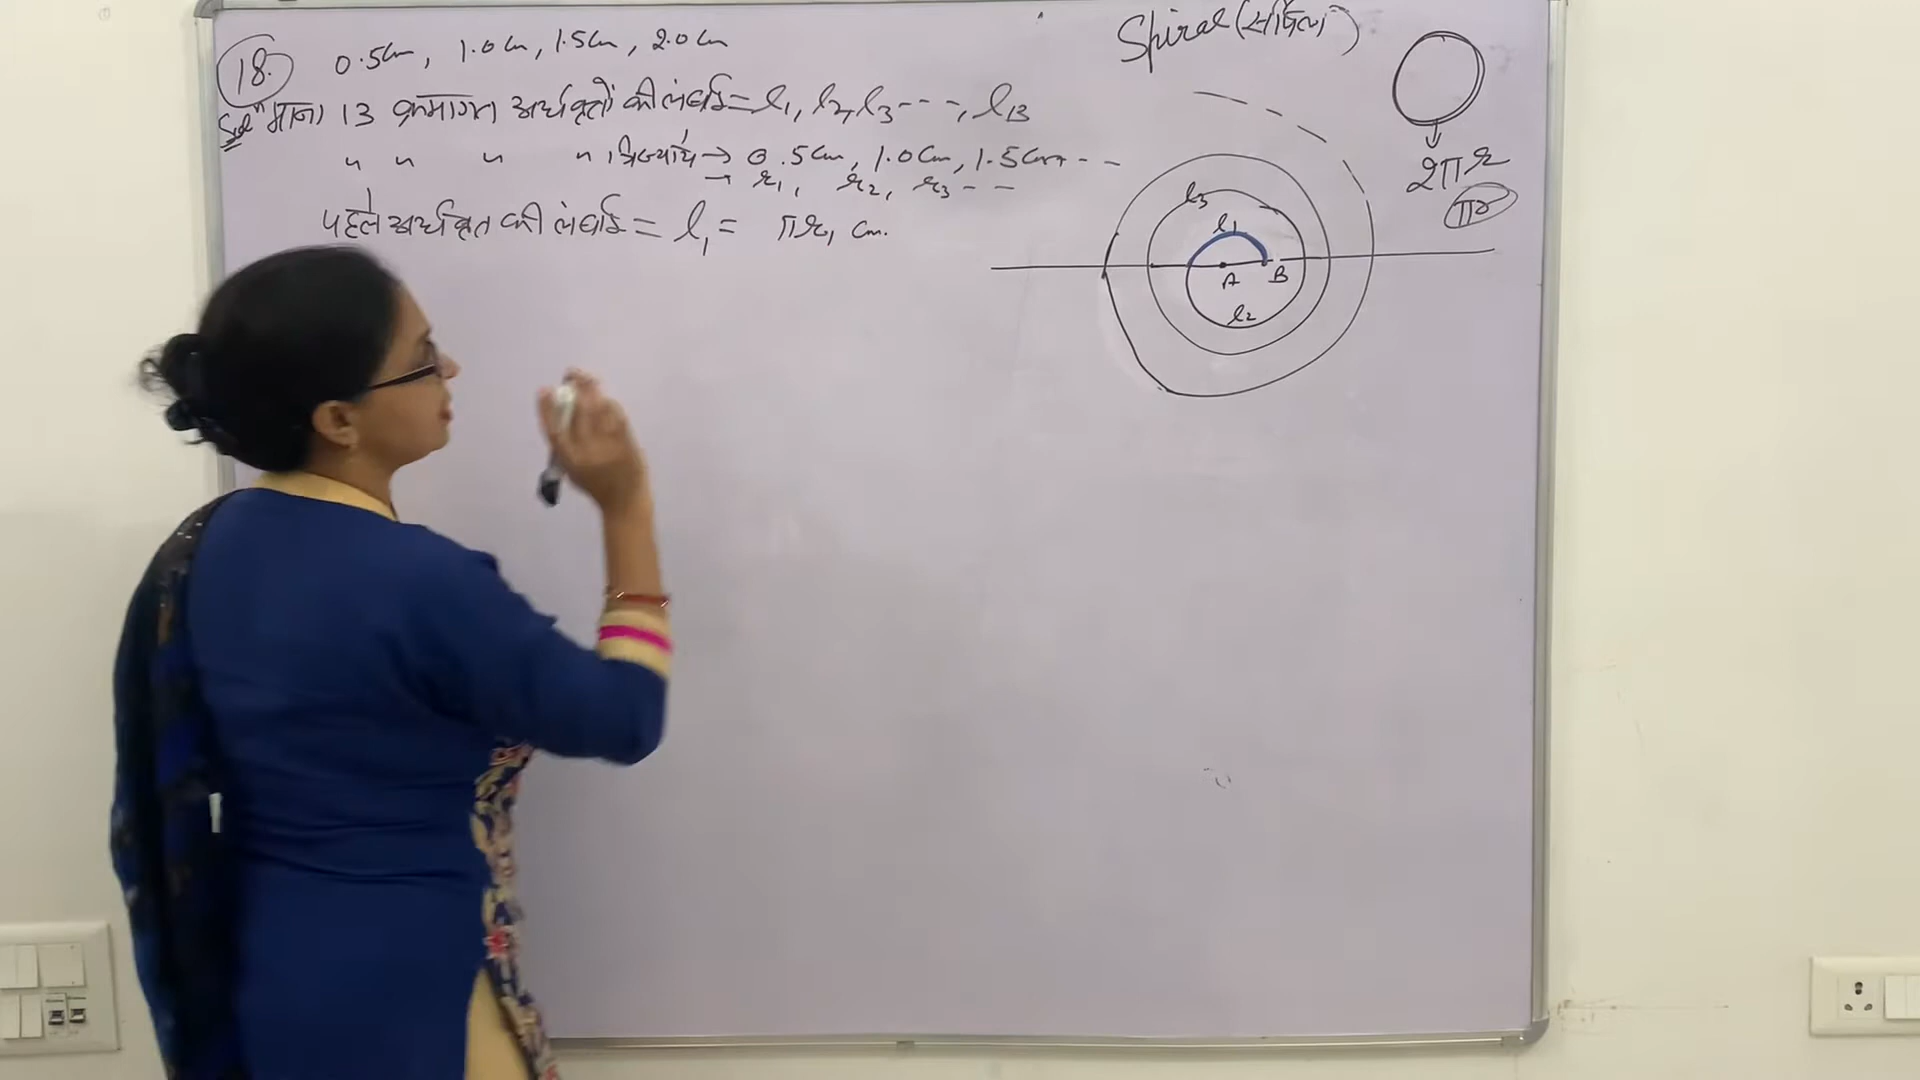 18. 0.5cm, 1.0cm, 1.5cm, 2.0cm
Solⁿ माना 13 क्रमागत अर्धवृतों की लंबाई = l₁, l₂, l₃ ---, l₁₃
" " " " त्रिज्यायें → 0.5cm, 1.0cm, 1.5cm - -
→ r₁, r₂, r₃ - -
पहले अर्धवृत की लंबाई = l₁ = πr₁ cm.
Spiral (सर्पिल)
2πr
πr
l₃
l₁
A B
l₂